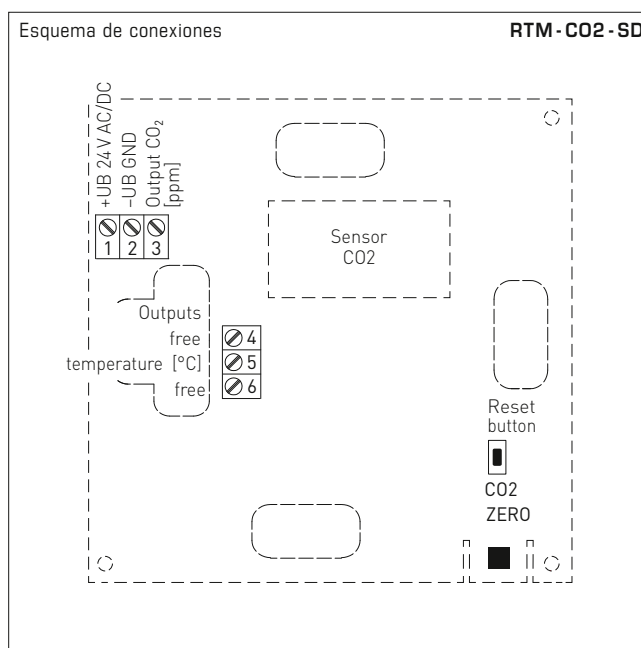 Esquema de conexiones
RTM-CO2-SD
+UB 24V AC/DC
–UB GND
Output CO₂
[ppm]
1 2 3
Sensor
CO2
Outputs
free 4
temperature [°C] 5
free 6
Reset
button
CO2
ZERO